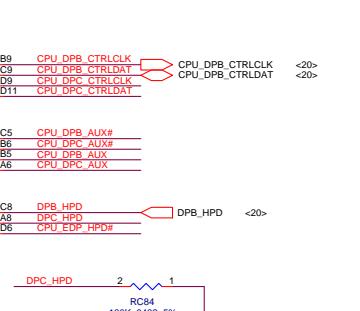 B9 CPU_DPB_CTRLCLK CPU_DPB_CTRLCLK <20>
C9 CPU_DPB_CTRLDAT CPU_DPB_CTRLDAT <20>
D9 CPU_DPC_CTRLCLK
D11 CPU_DPC_CTRLDAT
C5 CPU_DPB_AUX#
B6 CPU_DPC_AUX#
B5 CPU_DPB_AUX
A6 CPU_DPC_AUX
C8 DPB_HPD DPB_HPD <20>
A8 DPC_HPD
D6 CPU_EDP_HPD#
DPC_HPD 2 1
RC84
100K_0402_5%